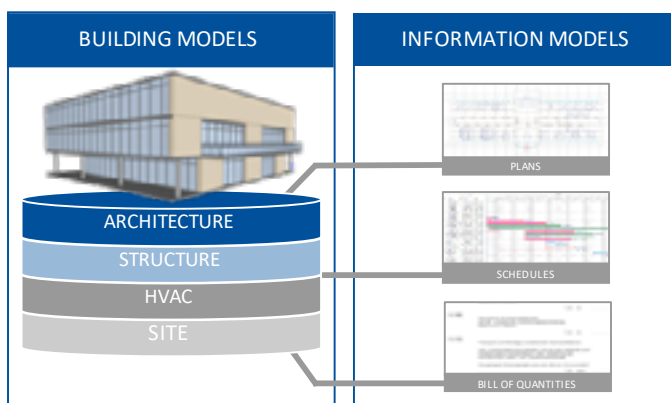 BUILDING MODELS
INFORMATION MODELS
ARCHITECTURE
STRUCTURE
HVAC
SITE
PLANS
SCHEDULES
BILL OF QUANTITIES